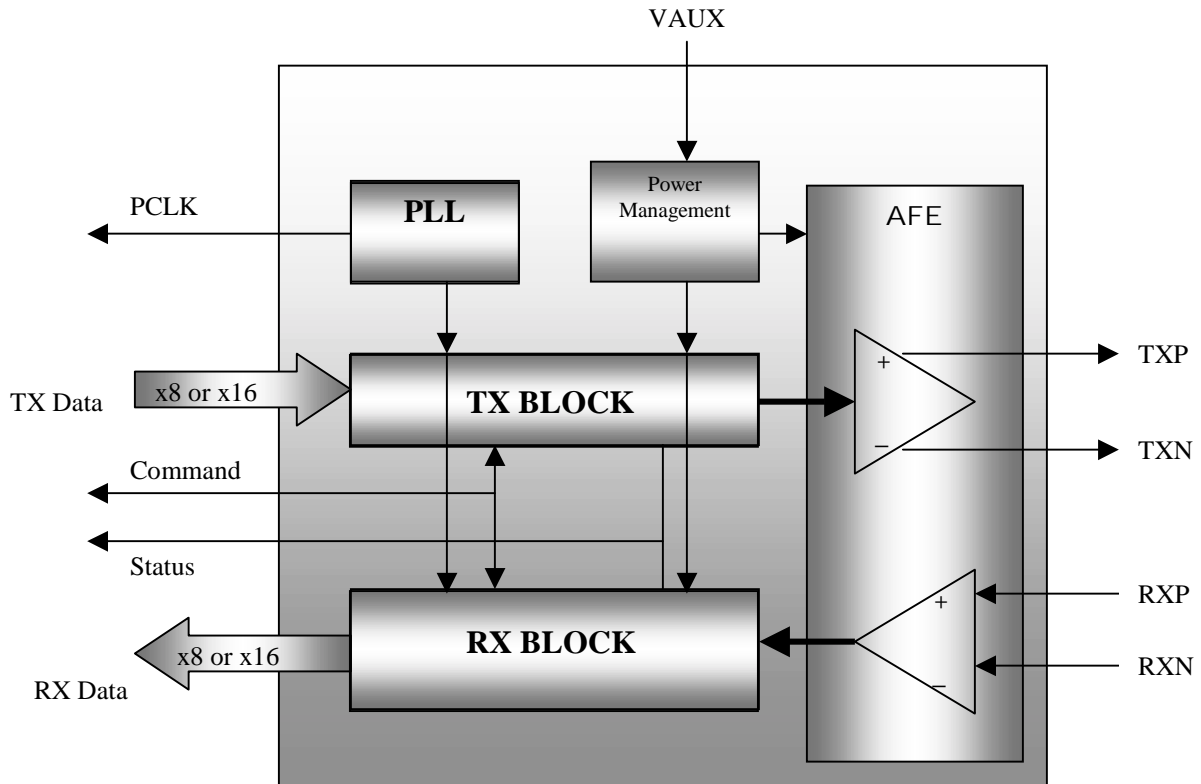 VAUX
PCLK
PLL
Power
Management
AFE
TX Data
x8 or x16
TX BLOCK
+
−
TXP
TXN
Command
Status
RX Data
x8 or x16
RX BLOCK
+
−
RXP
RXN